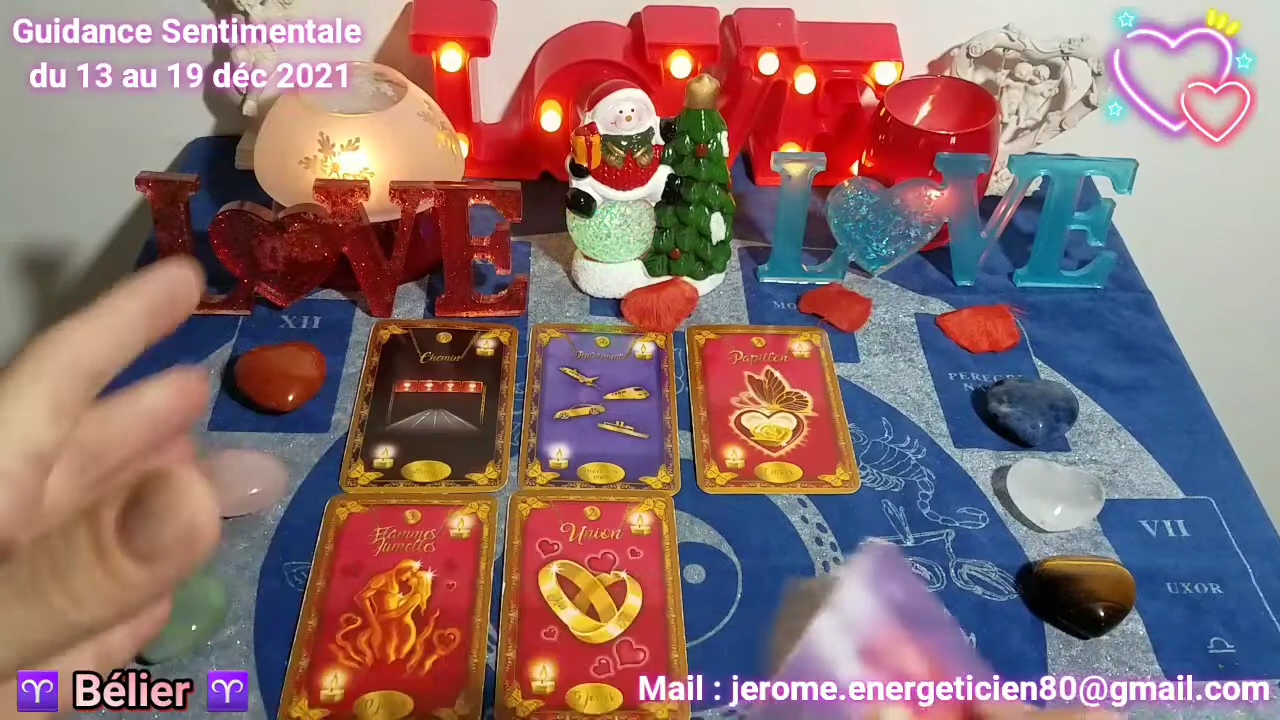 Guidance Sentimentale
du 13 au 19 déc 2021
LOVE
LOVE
LOVE
XII
Chemin
Papillon
Flammes
Jumelles
Union
VII
UXOR
♈ Bélier ♈
Mail : jerome.energeticien80@gmail.com